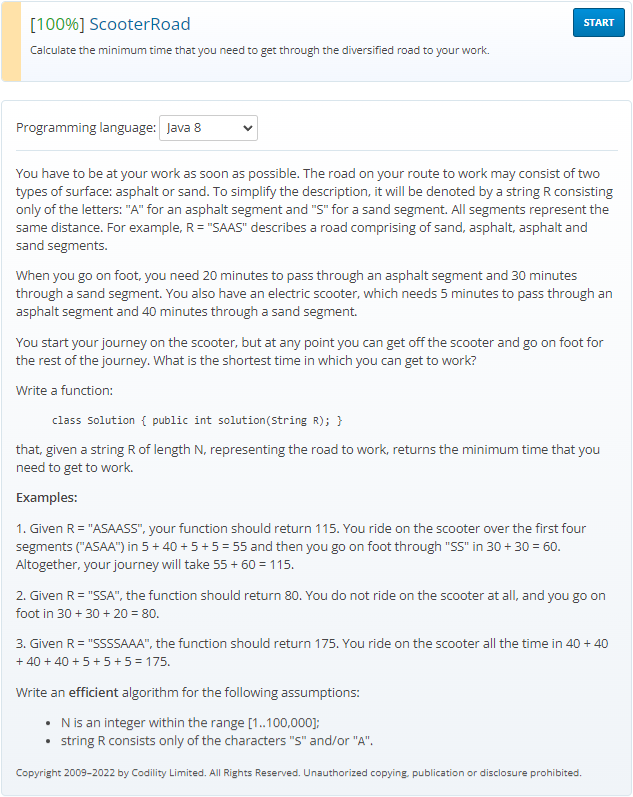 [100%] ScooterRoad
START
Calculate the minimum time that you need to get through the diversified road to your work.
Programming language: Java 8
You have to be at your work as soon as possible. The road on your route to work may consist of two
types of surface: asphalt or sand. To simplify the description, it will be denoted by a string R consisting
only of the letters: "A" for an asphalt segment and "S" for a sand segment. All segments represent the
same distance. For example, R = "SAAS" describes a road comprising of sand, asphalt, asphalt and
sand segments.
When you go on foot, you need 20 minutes to pass through an asphalt segment and 30 minutes
through a sand segment. You also have an electric scooter, which needs 5 minutes to pass through an
asphalt segment and 40 minutes through a sand segment.
You start your journey on the scooter, but at any point you can get off the scooter and go on foot for
the rest of the journey. What is the shortest time in which you can get to work?
Write a function:
class Solution { public int solution(String R); }
that, given a string R of length N, representing the road to work, returns the minimum time that you
need to get to work.
Examples:
1. Given R = "ASAASS", your function should return 115. You ride on the scooter over the first four
segments ("ASAA") in 5 + 40 + 5 + 5 = 55 and then you go on foot through "SS" in 30 + 30 = 60.
Altogether, your journey will take 55 + 60 = 115.
2. Given R = "SSA", the function should return 80. You do not ride on the scooter at all, and you go on
foot in 30 + 30 + 20 = 80.
3. Given R = "SSSSAAA", the function should return 175. You ride on the scooter all the time in 40 + 40
+ 40 + 40 + 5 + 5 + 5 = 175.
Write an efficient algorithm for the following assumptions:
• N is an integer within the range [1..100,000];
• string R consists only of the characters "S" and/or "A".
Copyright 2009–2022 by Codility Limited. All Rights Reserved. Unauthorized copying, publication or disclosure prohibited.